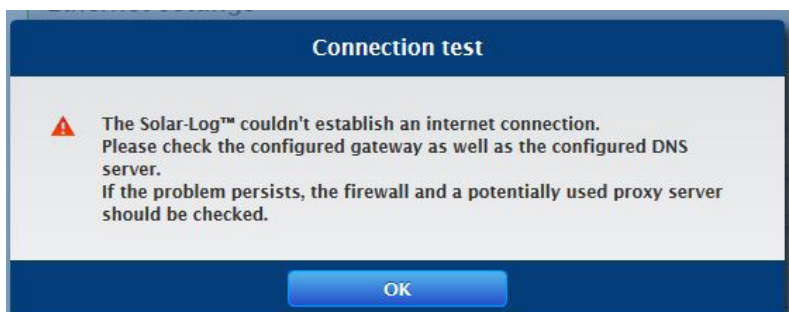 Connection test
The Solar-Log™ couldn't establish an internet connection.
Please check the configured gateway as well as the configured DNS
server.
If the problem persists, the firewall and a potentially used proxy server
should be checked.
OK